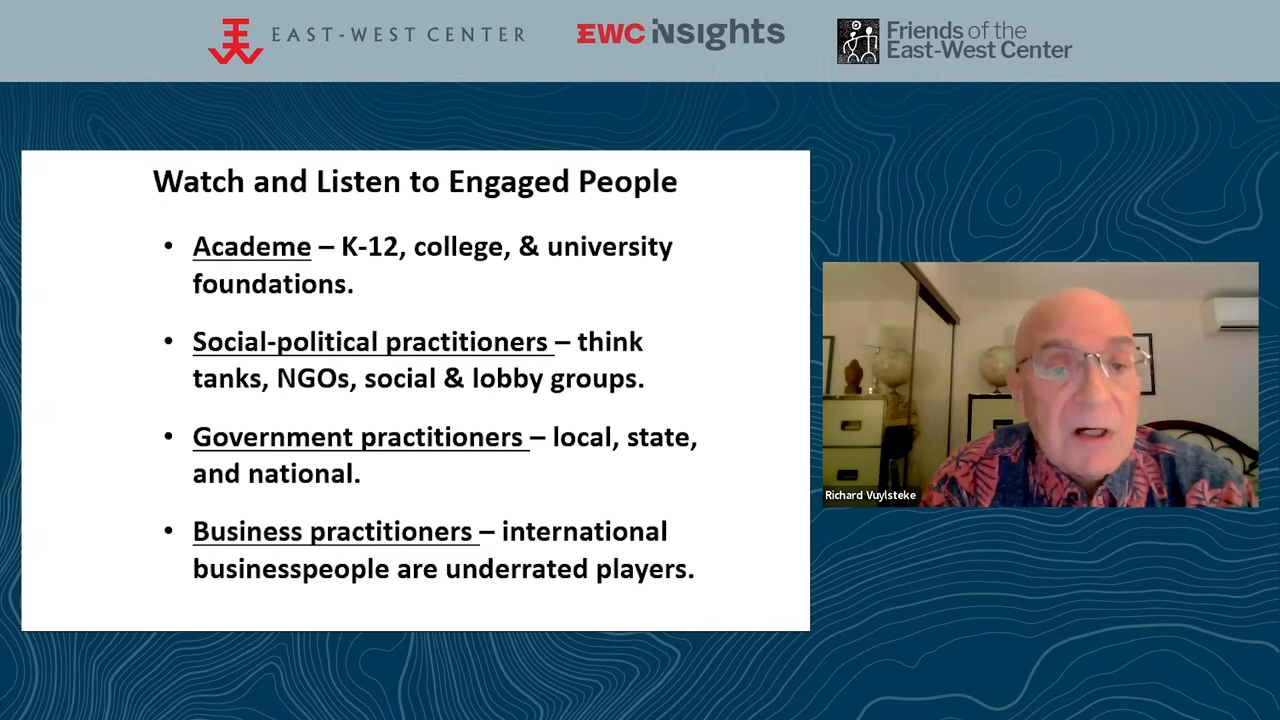 EAST-WEST CENTER
EWC insights
Friends of the
East-West Center
Watch and Listen to Engaged People
• Academe – K-12, college, & university
foundations.
• Social-political practitioners – think
tanks, NGOs, social & lobby groups.
• Government practitioners – local, state,
and national.
• Business practitioners – international
businesspeople are underrated players.
Richard Vuylsteke